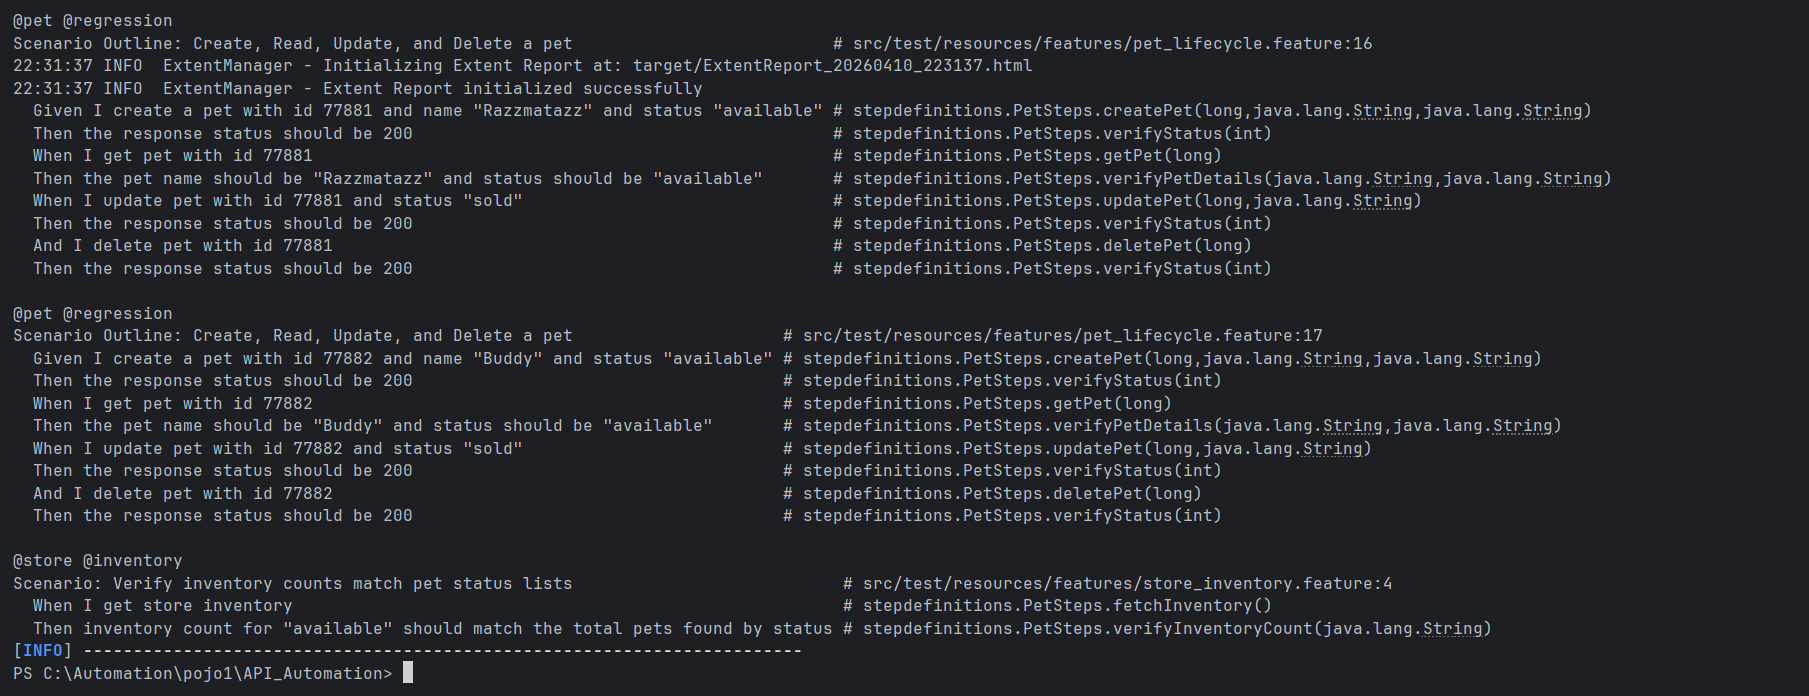 @pet @regression
Scenario Outline: Create, Read, Update, and Delete a pet # src/test/resources/features/pet_lifecycle.feature:16
22:31:37 INFO  ExtentManager - Initializing Extent Report at: target/ExtentReport_20260410_223137.html
22:31:37 INFO  ExtentManager - Extent Report initialized successfully
Given I create a pet with id 77881 and name "Razzmatazz" and status "available" # stepdefinitions.PetSteps.createPet(long,java.lang.String,java.lang.String)
Then the response status should be 200 # stepdefinitions.PetSteps.verifyStatus(int)
When I get pet with id 77881 # stepdefinitions.PetSteps.getPet(long)
Then the pet name should be "Razzmatazz" and status should be "available" # stepdefinitions.PetSteps.verifyPetDetails(java.lang.String,java.lang.String)
When I update pet with id 77881 and status "sold" # stepdefinitions.PetSteps.updatePet(long,java.lang.String)
Then the response status should be 200 # stepdefinitions.PetSteps.verifyStatus(int)
And I delete pet with id 77881 # stepdefinitions.PetSteps.deletePet(long)
Then the response status should be 200 # stepdefinitions.PetSteps.verifyStatus(int)
@pet @regression
Scenario Outline: Create, Read, Update, and Delete a pet # src/test/resources/features/pet_lifecycle.feature:17
Given I create a pet with id 77882 and name "Buddy" and status "available" # stepdefinitions.PetSteps.createPet(long,java.lang.String,java.lang.String)
Then the response status should be 200 # stepdefinitions.PetSteps.verifyStatus(int)
When I get pet with id 77882 # stepdefinitions.PetSteps.getPet(long)
Then the pet name should be "Buddy" and status should be "available" # stepdefinitions.PetSteps.verifyPetDetails(java.lang.String,java.lang.String)
When I update pet with id 77882 and status "sold" # stepdefinitions.PetSteps.updatePet(long,java.lang.String)
Then the response status should be 200 # stepdefinitions.PetSteps.verifyStatus(int)
And I delete pet with id 77882 # stepdefinitions.PetSteps.deletePet(long)
Then the response status should be 200 # stepdefinitions.PetSteps.verifyStatus(int)
@store @inventory
Scenario: Verify inventory counts match pet status lists # src/test/resources/features/store_inventory.feature:4
When I get store inventory # stepdefinitions.PetSteps.fetchInventory()
Then inventory count for "available" should match the total pets found by status # stepdefinitions.PetSteps.verifyInventoryCount(java.lang.String)
[INFO] ------------------------------------------------------------------------
PS C:\Automation\pojo1\API_Automation>